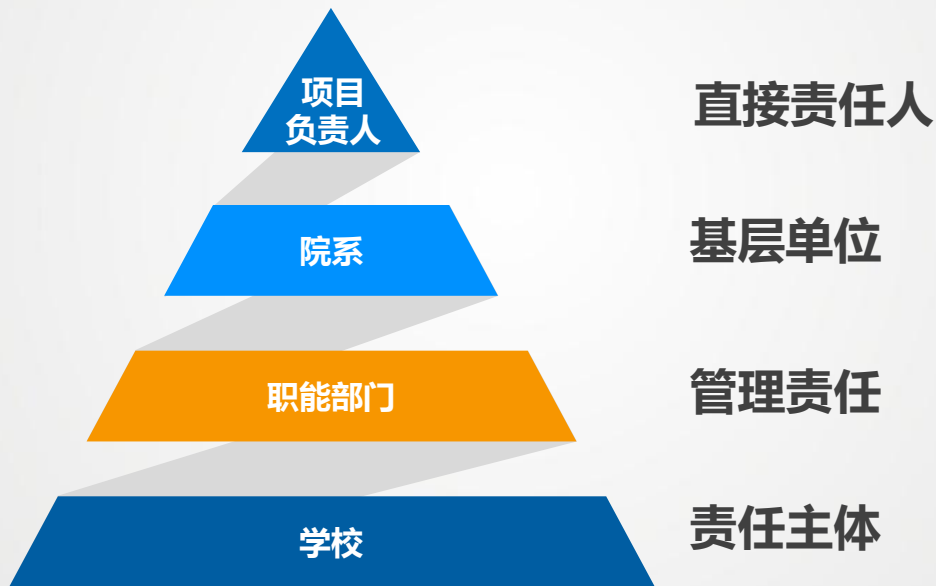 项目
负责人
直接责任人
院系
基层单位
职能部门
管理责任
学校
责任主体